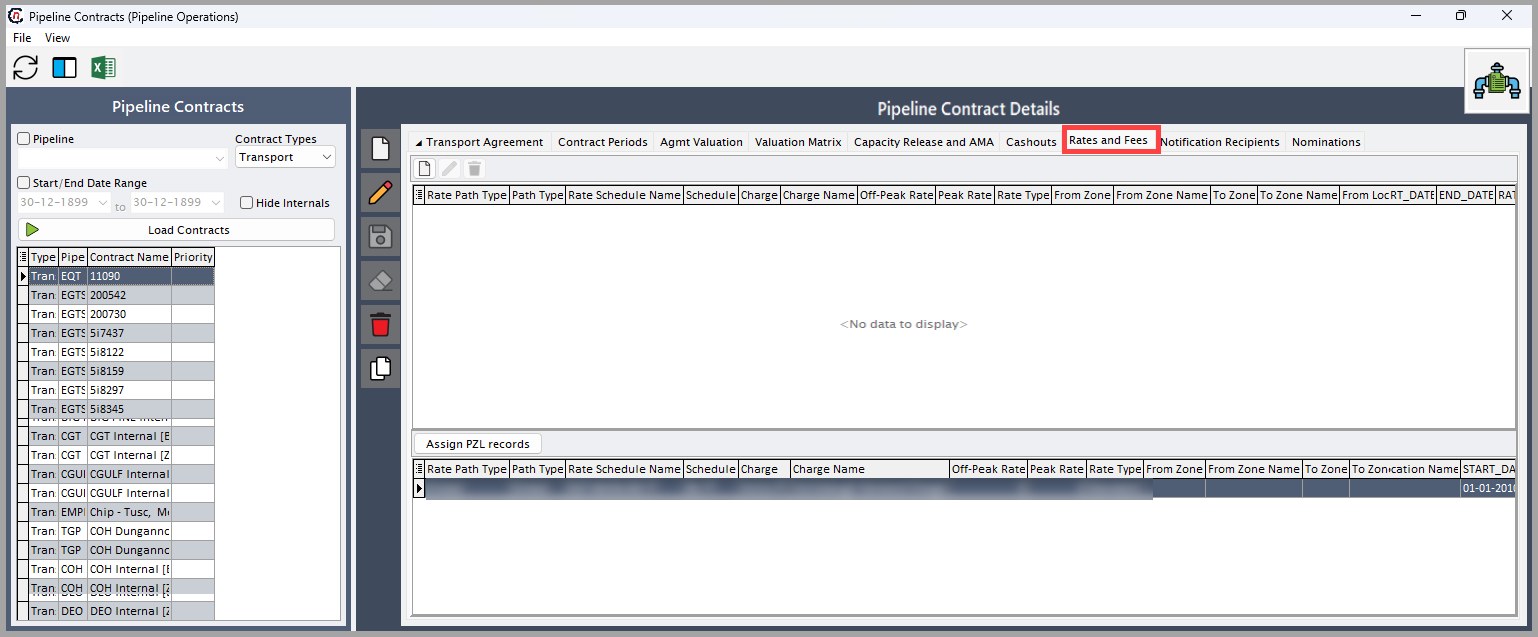 Pipeline Contracts (Pipeline Operations)
File View
Pipeline Contracts
Pipeline
Contract Types
Transport
Start/End Date Range
30-12-1899 to 30-12-1899
Hide Internals
Load Contracts
Type Pipe Contract Name Priority
Tran. EQT 11090
Tran. EGTS 200542
Tran. EGTS 200730
Tran. EGTS 5i7437
Tran. EGTS 5i8122
Tran. EGTS 5i8159
Tran. EGTS 5i8297
Tran. EGTS 5i8345
Tran. CGT CGT Internal [E
Tran. CGT CGT Internal [Z
Tran. CGUI CGULF Internal
Tran. CGUI CGULF Internal
Tran. EMPI Chip - Tusc, Mo
Tran. TGP COH Dunganno
Tran. TGP COH Dunganno
Tran. COH COH Internal [E
Tran. COH COH Internal [Z
Tran. DEO DEO Internal [Z
Pipeline Contract Details
Transport Agreement Contract Periods Agmt Valuation Valuation Matrix Capacity Release and AMA Cashouts Rates and Fees Notification Recipients Nominations
Rate Path Type Path Type Rate Schedule Name Schedule Charge Charge Name Off-Peak Rate Peak Rate Rate Type From Zone From Zone Name To Zone To Zone Name From LocRT_DATE END_DATE RAT
<No data to display>
Assign PZL records
Rate Path Type Path Type Rate Schedule Name Schedule Charge Charge Name Off-Peak Rate Peak Rate Rate Type From Zone From Zone Name To Zone To Zoncation Name START_DA
01-01-2010